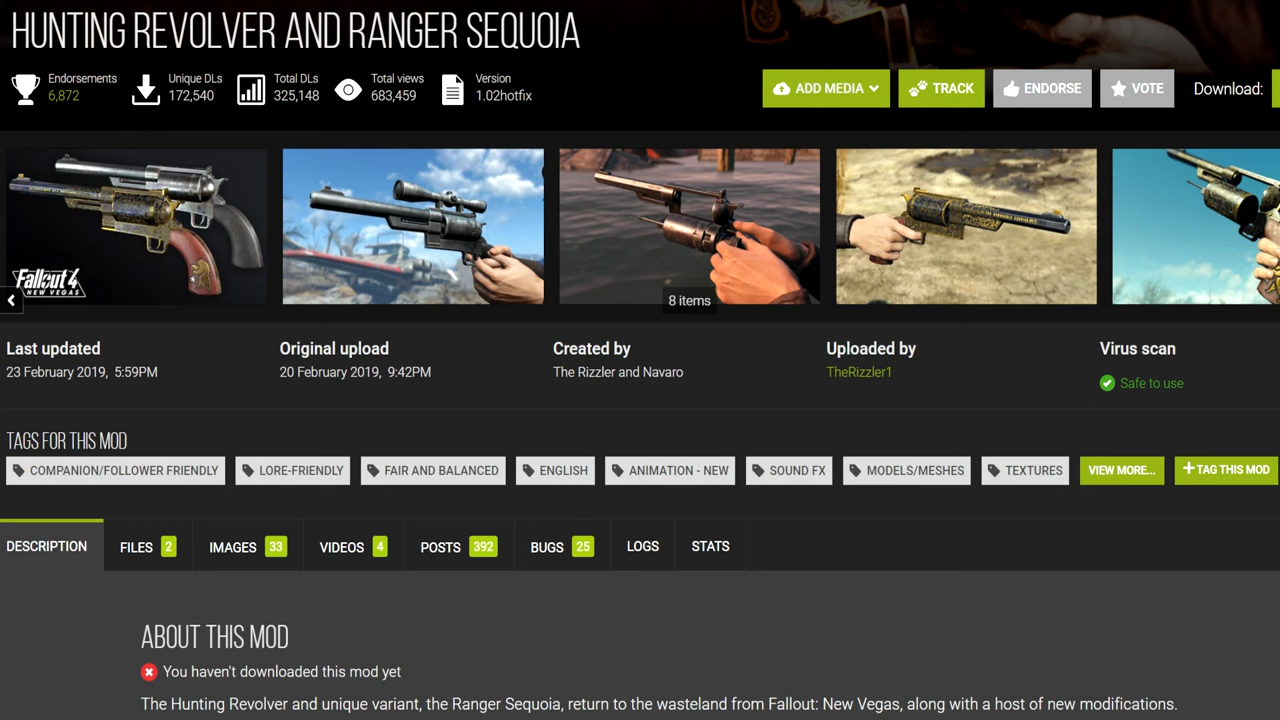 HUNTING REVOLVER AND RANGER SEQUOIA
Endorsements
6,872
Unique DLs
172,540
Total DLs
325,148
Total views
683,459
Version
1.02hotfix
ADD MEDIA
TRACK
ENDORSE
VOTE
Download:
Fallout 4
NEW VEGAS
8 items
Last updated
23 February 2019, 5:59PM
Original upload
20 February 2019, 9:42PM
Created by
The Rizzler and Navaro
Uploaded by
TheRizzler1
Virus scan
Safe to use
TAGS FOR THIS MOD
COMPANION/FOLLOWER FRIENDLY
LORE-FRIENDLY
FAIR AND BALANCED
ENGLISH
ANIMATION - NEW
SOUND FX
MODELS/MESHES
TEXTURES
VIEW MORE...
+TAG THIS MOD
DESCRIPTION
FILES 2
IMAGES 33
VIDEOS 4
POSTS 392
BUGS 25
LOGS
STATS
ABOUT THIS MOD
You haven't downloaded this mod yet
The Hunting Revolver and unique variant, the Ranger Sequoia, return to the wasteland from Fallout: New Vegas, along with a host of new modifications.